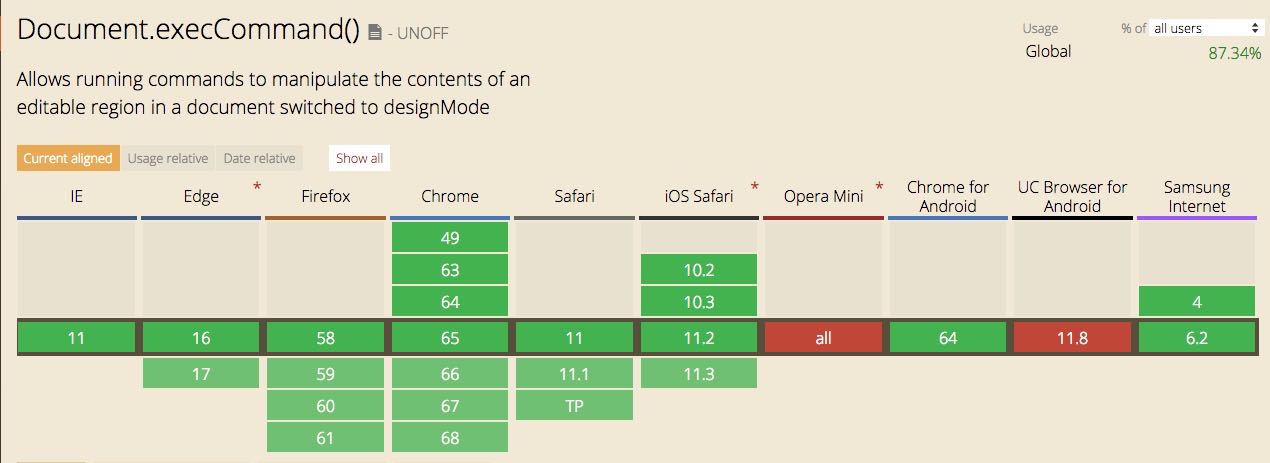 Document.execCommand() - UNOFF
Usage % of all users
Global 87.34%
Allows running commands to manipulate the contents of an
editable region in a document switched to designMode
Current aligned Usage relative Date relative Show all
IE Edge * Firefox Chrome Safari iOS Safari * Opera Mini * Chrome for Android UC Browser for Android Samsung Internet
49
63 10.2
64 10.3 4
11 16 58 65 11 11.2 all 64 11.8 6.2
17 59 66 11.1 11.3
60 67 TP
61 68